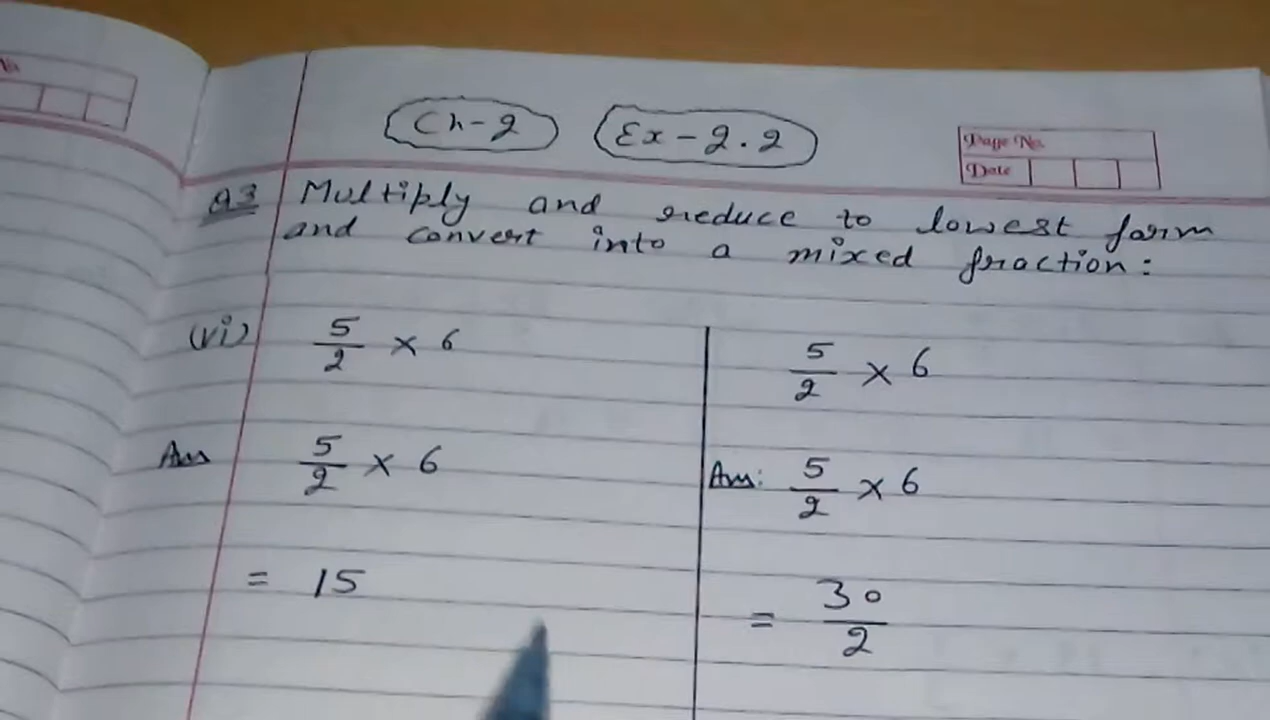 No.
Ch-2 Ex-2.2
Page No.
Date
Q3 Multiply and reduce to lowest form
and convert into a mixed fraction:
(vi) 5/2 × 6
Ans 5/2 × 6
= 15
5/2 × 6
Ans: 5/2 × 6
= 30/2